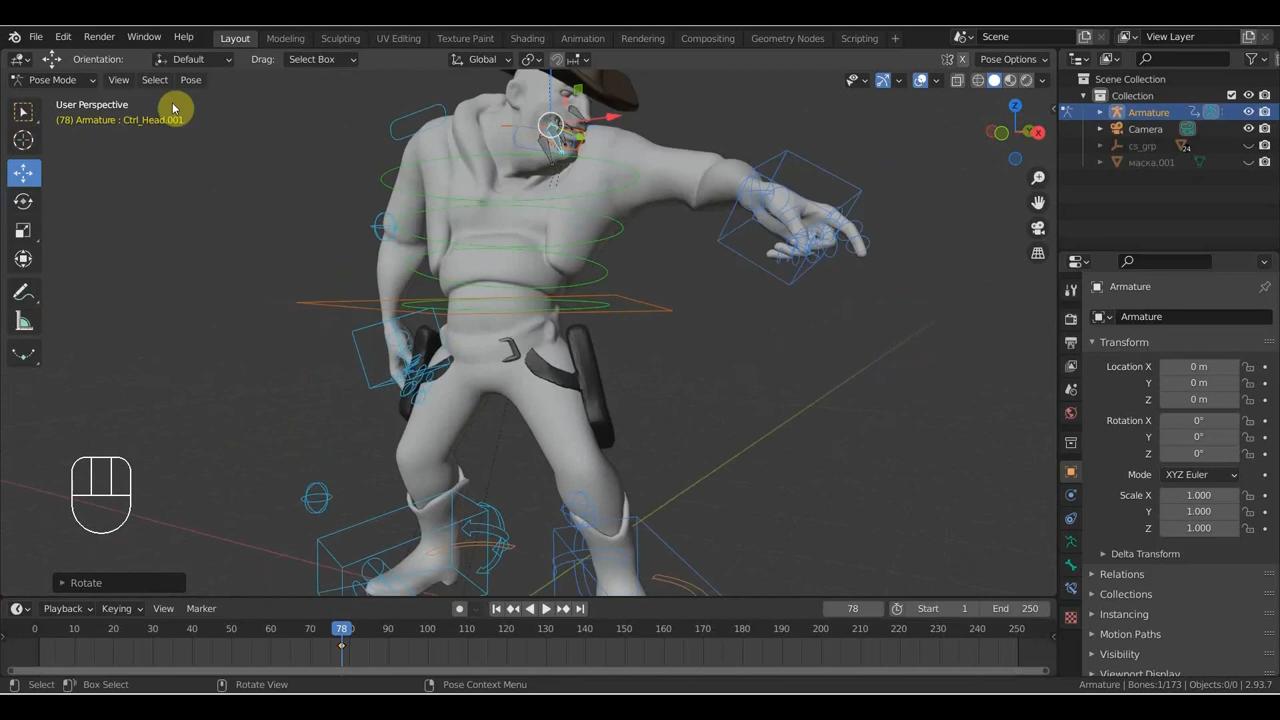 File Edit Render Window Help Layout Modeling Sculpting UV Editing Texture Paint Shading Animation Rendering Compositing Geometry Nodes Scripting + Scene View Layer
Orientation: Default Drag: Select Box Global X Pose Options
Pose Mode View Select Pose
Scene Collection
Collection
Armature
Camera
cs_grp 24
маска.001
User Perspective
(78) Armature : Ctrl_Head.001
Z
X
Armature
Armature
Transform
Location X 0 m
Y 0 m
Z 0 m
Rotation X 0°
Y 0°
Z 0°
Mode XYZ Euler
Scale X 1.000
Y 1.000
Z 1.000
Delta Transform
Relations
Collections
Instancing
Motion Paths
Visibility
Viewport Display
Rotate
Playback Keying View Marker 78 Start 1 End 250
0 10 20 30 40 50 60 70 78 90 100 110 120 130 140 150 160 170 180 190 200 210 220 230 240 250
Select Box Select Rotate View Pose Context Menu Armature | Bones:1/173 | Objects:0/0 | 2.93.7